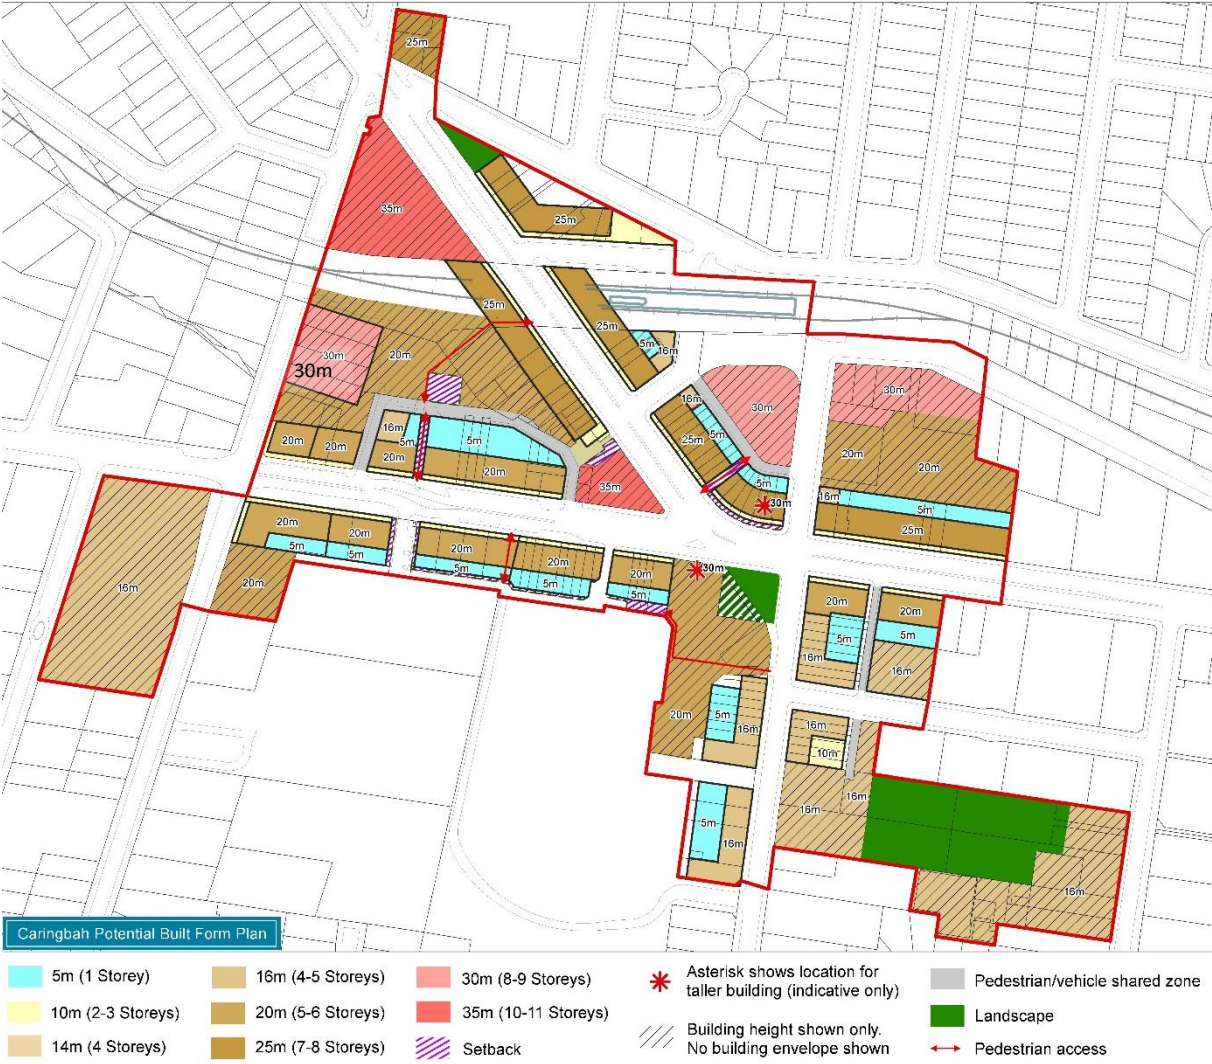 25m
35m
25m
25m
25m
5m
16m
20m
30m
30m
30m
30m
16m
5m
16m
5m
5m
25m
20m
20m
20m
20m
20m
5m
20m
5m
30m
35m
16m
5m
25m
20m
20m
5m
5m
20m
5m
20m
5m
20m
5m
30m
16m
20m
20m
5m
16m
20m
5m
16m
20m
5m
16m
16m
10m
16m
16m
5m
16m
16m
Caringbah Potential Built Form Plan
5m (1 Storey)
10m (2-3 Storeys)
14m (4 Storeys)
16m (4-5 Storeys)
20m (5-6 Storeys)
25m (7-8 Storeys)
30m (8-9 Storeys)
35m (10-11 Storeys)
Setback
Asterisk shows location for
taller building (indicative only)
Building height shown only.
No building envelope shown
Pedestrian/vehicle shared zone
Landscape
Pedestrian access